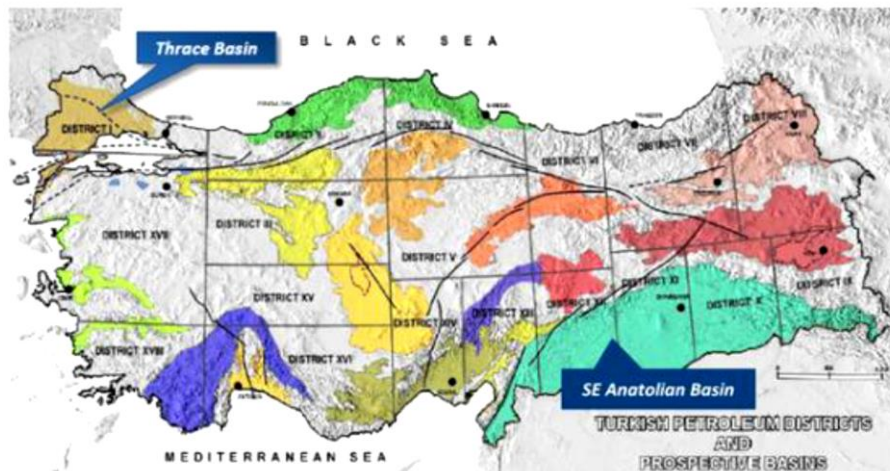 BLACK SEA
Thrace Basin
DISTRICT I
DISTRICT II
DISTRICT IV
DISTRICT VI
DISTRICT VII
DISTRICT VIII
DISTRICT XVII
DISTRICT III
DISTRICT V
DISTRICT XI
DISTRICT IX
DISTRICT XV
DISTRICT XIV
DISTRICT XIII
DISTRICT XII
DISTRICT X
DISTRICT XVIII
DISTRICT XVI
SE Anatolian Basin
MEDITERRANEAN SEA
TURKISH PETROLEUM DISTRICTS
AND
PROSPECTIVE BASINS